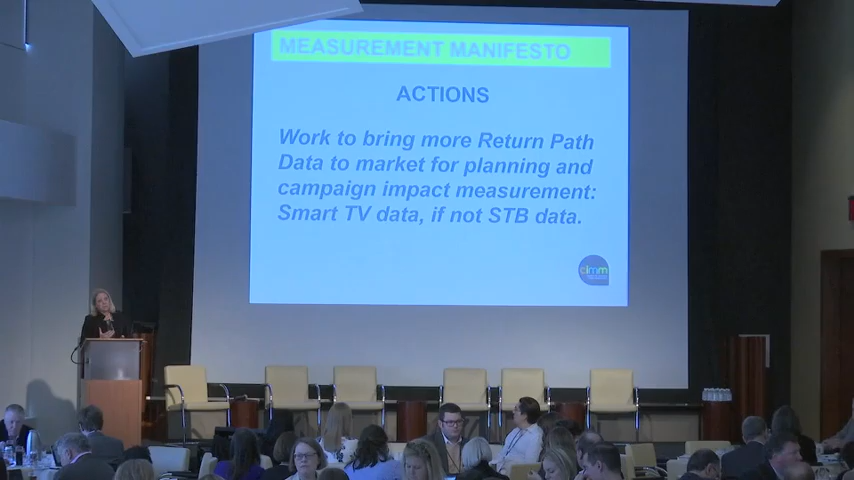 MEASUREMENT MANIFESTO
ACTIONS
Work to bring more Return Path
Data to market for planning and
campaign impact measurement:
Smart TV data, if not STB data.
cimm